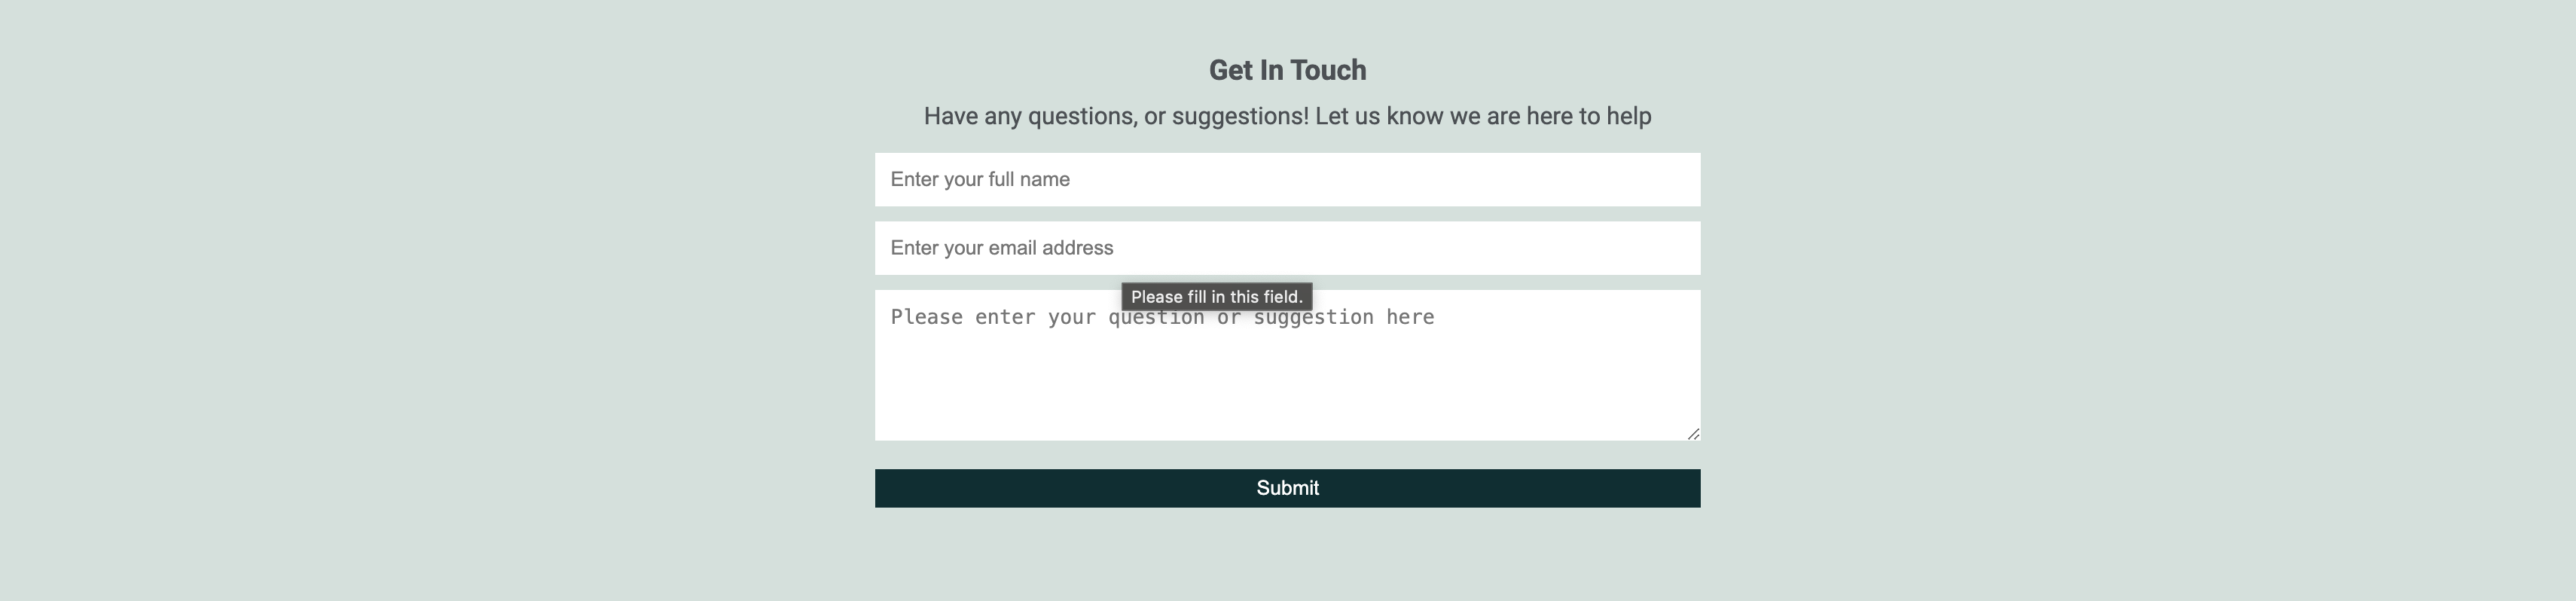 Get In Touch
Have any questions, or suggestions! Let us know we are here to help
Enter your full name
Enter your email address
Please fill in this field.
Please enter your question or suggestion here
Submit